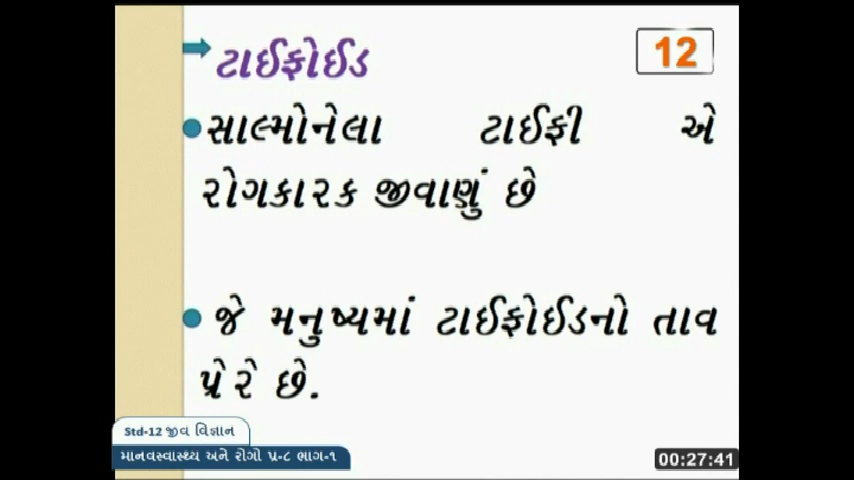 ટાઈફોઈડ
12
સાલ્મોનેલા ટાઈફી એ
રોગકારક જીવાણું છે
જે મનુષ્યમાં ટાઈફોઈડનો તાવ
પ્રેરે છે.
Std-12 જીવ વિજ્ઞાન
માનવસ્વાસ્થ્ય અને રોગો પ્ર-૮ ભાગ-૧
00:27:41